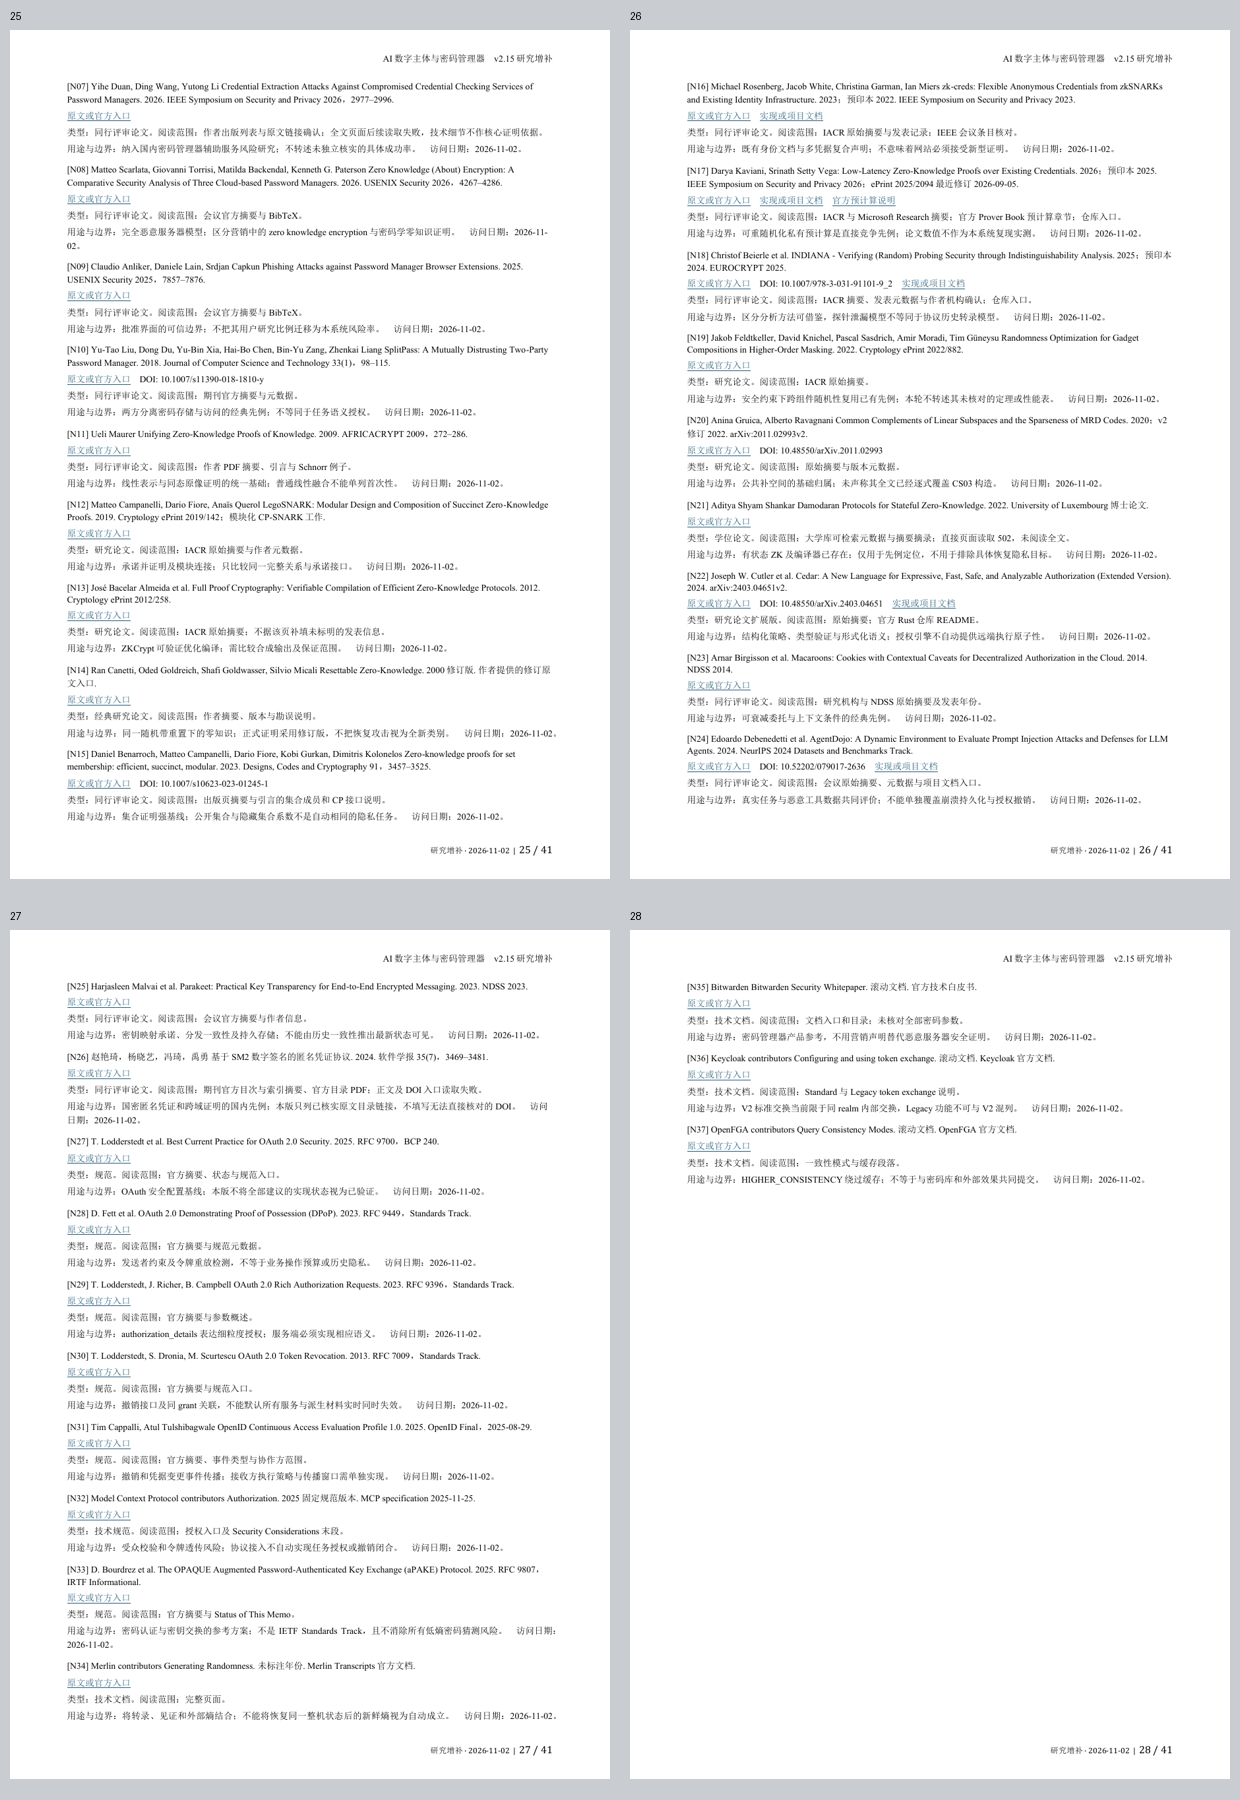 25
AI 数字主体与密码管理器 v2.15 研究增补
[N07] Yihe Duan, Ding Wang, Yutong Li Credential Extraction Attacks Against Compromised Credential Checking Services of
Password Managers. 2026. IEEE Symposium on Security and Privacy 2026，2977–2996.
原文或官方入口
类型：同行评审论文。阅读范围：作者出版列表与原文链接确认；全文页面后续读取失败，技术细节不作核心证明依据。
用途与边界：纳入国内密码管理器辅助服务风险研究；不转述未独立核实的具体成功率。 访问日期：2026-11-02。
[N08] Matteo Scarlata, Giovanni Torrisi, Matilda Backendal, Kenneth G. Paterson Zero Knowledge (About) Encryption: A
Comparative Security Analysis of Three Cloud-based Password Managers. 2026. USENIX Security 2026，4267–4286.
原文或官方入口
类型：同行评审论文。阅读范围：会议官方摘要与 BibTeX。
用途与边界：完全恶意服务器模型；区分营销中的 zero knowledge encryption 与密码学零知识证明。 访问日期：2026-11-
02。
[N09] Claudio Anliker, Daniele Lain, Srdjan Capkun Phishing Attacks against Password Manager Browser Extensions. 2025.
USENIX Security 2025，7857–7876.
原文或官方入口
类型：同行评审论文。阅读范围：会议官方摘要与 BibTeX。
用途与边界：批准界面的可信边界；不把其用户研究比例迁移为本系统风险率。 访问日期：2026-11-02。
[N10] Yu-Tao Liu, Dong Du, Yu-Bin Xia, Hai-Bo Chen, Bin-Yu Zang, Zhenkai Liang SplitPass: A Mutually Distrusting Two-Party
Password Manager. 2018. Journal of Computer Science and Technology 33(1)，98–115.
原文或官方入口 DOI: 10.1007/s11390-018-1810-y
类型：同行评审论文。阅读范围：期刊官方摘要与元数据。
用途与边界：两方分离密码存储与访问的经典先例；不等同于任务语义授权。 访问日期：2026-11-02。
[N11] Ueli Maurer Unifying Zero-Knowledge Proofs of Knowledge. 2009. AFRICACRYPT 2009，272–286.
原文或官方入口
类型：同行评审论文。阅读范围：作者 PDF 摘要、引言与 Schnorr 例子。
用途与边界：线性表示与同态原像证明的统一基础；普通线性融合不能单列首次性。 访问日期：2026-11-02。
[N12] Matteo Campanelli, Dario Fiore, Anaïs Querol LegoSNARK: Modular Design and Composition of Succinct Zero-Knowledge
Proofs. 2019. Cryptology ePrint 2019/142；模块化 CP-SNARK 工作.
原文或官方入口
类型：研究论文。阅读范围：IACR 原始摘要与作者元数据。
用途与边界：承诺并证明及模块连接；只比较同一完整关系与承诺接口。 访问日期：2026-11-02。
[N13] José Bacelar Almeida et al. Full Proof Cryptography: Verifiable Compilation of Efficient Zero-Knowledge Protocols. 2012.
Cryptology ePrint 2012/258.
原文或官方入口
类型：研究论文。阅读范围：IACR 原始摘要；不据该页补填未标明的发表信息。
用途与边界：ZKCrypt 可验证优化编译；需比较合成输出及保证范围。 访问日期：2026-11-02。
[N14] Ran Canetti, Oded Goldreich, Shafi Goldwasser, Silvio Micali Resettable Zero-Knowledge. 2000 修订版. 作者提供的修订原
文入口.
原文或官方入口
类型：经典研究论文。阅读范围：作者摘要、版本与勘误说明。
用途与边界：同一随机带重置下的零知识；正式证明采用修订版，不把恢复攻击视为全新类别。 访问日期：2026-11-02。
[N15] Daniel Benarroch, Matteo Campanelli, Dario Fiore, Kobi Gurkan, Dimitris Kolonelos Zero-knowledge proofs for set
membership: efficient, succinct, modular. 2023. Designs, Codes and Cryptography 91，3457–3525.
原文或官方入口 DOI: 10.1007/s10623-023-01245-1
类型：同行评审论文。阅读范围：出版页摘要与引言的集合成员和 CP 接口说明。
用途与边界：集合证明强基线；公开集合与隐藏集合系数不是自动相同的隐私任务。 访问日期：2026-11-02。
研究增补 · 2026-11-02 | 25 / 41
26
AI 数字主体与密码管理器 v2.15 研究增补
[N16] Michael Rosenberg, Jacob White, Christina Garman, Ian Miers zk-creds: Flexible Anonymous Credentials from zkSNARKs
and Existing Identity Infrastructure. 2023；预印本 2022. IEEE Symposium on Security and Privacy 2023.
原文或官方入口 实现或项目文档
类型：同行评审论文。阅读范围：IACR 原始摘要与发表记录；IEEE 会议条目核对。
用途与边界：既有身份文档与多凭据复合声明；不意味着网站必须接受新型证明。 访问日期：2026-11-02。
[N17] Darya Kaviani, Srinath Setty Vega: Low-Latency Zero-Knowledge Proofs over Existing Credentials. 2026；预印本 2025.
IEEE Symposium on Security and Privacy 2026；ePrint 2025/2094 最近修订 2026-09-05.
原文或官方入口 实现或项目文档 官方预计算说明
类型：同行评审论文。阅读范围：IACR 与 Microsoft Research 摘要；官方 Prover Book 预计算章节；仓库入口。
用途与边界：可重随机化私有预计算是直接竞争先例；论文数值不作为本系统复现实测。 访问日期：2026-11-02。
[N18] Christof Beierle et al. INDIANA - Verifying (Random) Probing Security through Indistinguishability Analysis. 2025；预印本
2024. EUROCRYPT 2025.
原文或官方入口 DOI: 10.1007/978-3-031-91101-9_2 实现或项目文档
类型：同行评审论文。阅读范围：IACR 摘要、发表元数据与作者机构确认；仓库入口。
用途与边界：区分分析方法可借鉴，探针泄漏模型不等同于协议历史转录模型。 访问日期：2026-11-02。
[N19] Jakob Feldtkeller, David Knichel, Pascal Sasdrich, Amir Moradi, Tim Güneysu Randomness Optimization for Gadget
Compositions in Higher-Order Masking. 2022. Cryptology ePrint 2022/882.
原文或官方入口
类型：研究论文。阅读范围：IACR 原始摘要。
用途与边界：安全约束下跨组件随机性复用已有先例；本轮不转述其未核对的定理或性能表。 访问日期：2026-11-02。
[N20] Anina Gruica, Alberto Ravagnani Common Complements of Linear Subspaces and the Sparseness of MRD Codes. 2020；v2
修订 2022. arXiv:2011.02993v2.
原文或官方入口 DOI: 10.48550/arXiv.2011.02993
类型：研究论文。阅读范围：原始摘要与版本元数据。
用途与边界：公共补空间的基础归属；未声称其全文已经逐式覆盖 CS03 构造。 访问日期：2026-11-02。
[N21] Aditya Shyam Shankar Damodaran Protocols for Stateful Zero-Knowledge. 2022. University of Luxembourg 博士论文.
原文或官方入口
类型：学位论文。阅读范围：大学库可检索元数据与摘要摘录；直接页面读取 502，未阅读全文。
用途与边界：有状态 ZK 及编译器已存在；仅用于先例定位，不用于排除具体恢复隐私目标。 访问日期：2026-11-02。
[N22] Joseph W. Cutler et al. Cedar: A New Language for Expressive, Fast, Safe, and Analyzable Authorization (Extended Version).
2024. arXiv:2403.04651v2.
原文或官方入口 DOI: 10.48550/arXiv.2403.04651 实现或项目文档
类型：研究论文扩展版。阅读范围：原始摘要；官方 Rust 仓库 README。
用途与边界：结构化策略、类型验证与形式化语义；授权引擎不自动提供远端执行原子性。 访问日期：2026-11-02。
[N23] Arnar Birgisson et al. Macaroons: Cookies with Contextual Caveats for Decentralized Authorization in the Cloud. 2014.
NDSS 2014.
原文或官方入口
类型：同行评审论文。阅读范围：研究机构与 NDSS 原始摘要及发表年份。
用途与边界：可衰减委托与上下文条件的经典先例。 访问日期：2026-11-02。
[N24] Edoardo Debenedetti et al. AgentDojo: A Dynamic Environment to Evaluate Prompt Injection Attacks and Defenses for LLM
Agents. 2024. NeurIPS 2024 Datasets and Benchmarks Track.
原文或官方入口 DOI: 10.52202/079017-2636 实现或项目文档
类型：同行评审论文。阅读范围：会议原始摘要、元数据与项目文档入口。
用途与边界：真实任务与恶意工具数据共同评价；不能单独覆盖崩溃持久化与授权撤销。 访问日期：2026-11-02。
研究增补 · 2026-11-02 | 26 / 41
27
AI 数字主体与密码管理器 v2.15 研究增补
[N25] Harjasleen Malvai et al. Parakeet: Practical Key Transparency for End-to-End Encrypted Messaging. 2023. NDSS 2023.
原文或官方入口
类型：同行评审论文。阅读范围：会议官方摘要与作者信息。
用途与边界：密钥映射承诺、分发一致性及持久存储；不能由历史一致性推出最新状态可见。 访问日期：2026-11-02。
[N26] 赵艳琦，杨晓艺，冯琦，禹勇 基于 SM2 数字签名的匿名凭证协议. 2024. 软件学报 35(7)，3469–3481.
原文或官方入口
类型：同行评审论文。阅读范围：期刊官方目次与索引摘要、官方目录 PDF；正文及 DOI 入口读取失败。
用途与边界：国密匿名凭证和跨域证明的国内先例；本版只列已核实原文目录链接，不填写无法直接核对的 DOI。 访问
日期：2026-11-02。
[N27] T. Lodderstedt et al. Best Current Practice for OAuth 2.0 Security. 2025. RFC 9700，BCP 240.
原文或官方入口
类型：规范。阅读范围：官方摘要、状态与规范入口。
用途与边界：OAuth 安全配置基线；本版不将全部建议的实现状态视为已验证。 访问日期：2026-11-02。
[N28] D. Fett et al. OAuth 2.0 Demonstrating Proof of Possession (DPoP). 2023. RFC 9449，Standards Track.
原文或官方入口
类型：规范。阅读范围：官方摘要与规范元数据。
用途与边界：发送者约束及令牌重放检测，不等于业务操作预算或历史隐私。 访问日期：2026-11-02。
[N29] T. Lodderstedt, J. Richer, B. Campbell OAuth 2.0 Rich Authorization Requests. 2023. RFC 9396，Standards Track.
原文或官方入口
类型：规范。阅读范围：官方摘要与参数概述。
用途与边界：authorization_details 表达细粒度授权；服务端必须实现相应语义。 访问日期：2026-11-02。
[N30] T. Lodderstedt, S. Dronia, M. Scurtescu OAuth 2.0 Token Revocation. 2013. RFC 7009，Standards Track.
原文或官方入口
类型：规范。阅读范围：官方摘要与规范入口。
用途与边界：撤销接口及同 grant 关联，不能默认所有服务与派生材料实时同时失效。 访问日期：2026-11-02。
[N31] Tim Cappalli, Atul Tulshibagwale OpenID Continuous Access Evaluation Profile 1.0. 2025. OpenID Final，2025-08-29.
原文或官方入口
类型：规范。阅读范围：官方摘要、事件类型与协作方范围。
用途与边界：撤销和凭据变更事件传播；接收方执行策略与传播窗口需单独实现。 访问日期：2026-11-02。
[N32] Model Context Protocol contributors Authorization. 2025 固定规范版本. MCP specification 2025-11-25.
原文或官方入口
类型：技术规范。阅读范围：授权入口及 Security Considerations 末段。
用途与边界：受众校验和令牌透传风险；协议接入不自动实现任务授权或撤销闭合。 访问日期：2026-11-02。
[N33] D. Bourdrez et al. The OPAQUE Augmented Password-Authenticated Key Exchange (aPAKE) Protocol. 2025. RFC 9807，
IRTF Informational.
原文或官方入口
类型：规范。阅读范围：官方摘要与 Status of This Memo。
用途与边界：密码认证与密钥交换的参考方案；不是 IETF Standards Track，且不消除所有低熵密码猜测风险。 访问日期：
2026-11-02。
[N34] Merlin contributors Generating Randomness. 未标注年份. Merlin Transcripts 官方文档.
原文或官方入口
类型：技术文档。阅读范围：完整页面。
用途与边界：将转录、见证和外部熵结合；不能将恢复同一整机状态后的新鲜熵视为自动成立。 访问日期：2026-11-02。
研究增补 · 2026-11-02 | 27 / 41
28
AI 数字主体与密码管理器 v2.15 研究增补
[N35] Bitwarden Bitwarden Security Whitepaper. 滚动文档. 官方技术白皮书.
原文或官方入口
类型：技术文档。阅读范围：文档入口和目录；未核对全部密码参数。
用途与边界：密码管理器产品参考，不用营销声明替代恶意服务器安全证明。 访问日期：2026-11-02。
[N36] Keycloak contributors Configuring and using token exchange. 滚动文档. Keycloak 官方文档.
原文或官方入口
类型：技术文档。阅读范围：Standard 与 Legacy token exchange 说明。
用途与边界：V2 标准交换当前限于同 realm 内部交换，Legacy 功能不可与 V2 混列。 访问日期：2026-11-02。
[N37] OpenFGA contributors Query Consistency Modes. 滚动文档. OpenFGA 官方文档.
原文或官方入口
类型：技术文档。阅读范围：一致性模式与缓存段落。
用途与边界：HIGHER_CONSISTENCY 绕过缓存；不等于与密码库和外部效果共同提交。 访问日期：2026-11-02。
研究增补 · 2026-11-02 | 28 / 41